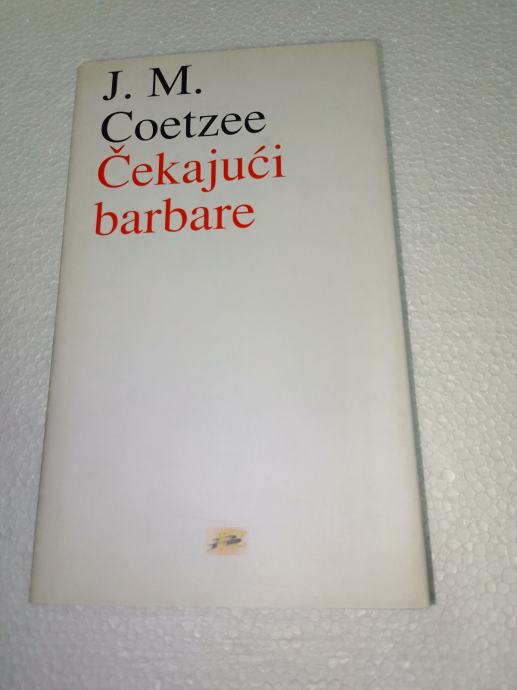 J. M.
Coetzee
Čekajući
barbare